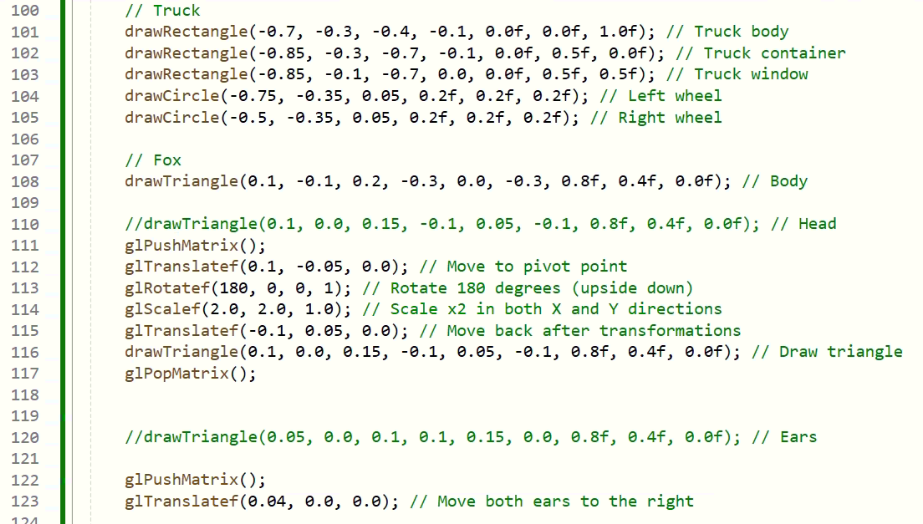 100 // Truck
101 drawRectangle(-0.7, -0.3, -0.4, -0.1, 0.0f, 0.0f, 1.0f); // Truck body
102 drawRectangle(-0.85, -0.3, -0.7, -0.1, 0.0f, 0.5f, 0.0f); // Truck container
103 drawRectangle(-0.85, -0.1, -0.7, 0.0, 0.0f, 0.5f, 0.5f); // Truck window
104 drawCircle(-0.75, -0.35, 0.05, 0.2f, 0.2f, 0.2f); // Left wheel
105 drawCircle(-0.5, -0.35, 0.05, 0.2f, 0.2f, 0.2f); // Right wheel
106
107 // Fox
108 drawTriangle(0.1, -0.1, 0.2, -0.3, 0.0, -0.3, 0.8f, 0.4f, 0.0f); // Body
109
110 //drawTriangle(0.1, 0.0, 0.15, -0.1, 0.05, -0.1, 0.8f, 0.4f, 0.0f); // Head
111 glPushMatrix();
112 glTranslatef(0.1, -0.05, 0.0); // Move to pivot point
113 glRotatef(180, 0, 0, 1); // Rotate 180 degrees (upside down)
114 glScalef(2.0, 2.0, 1.0); // Scale x2 in both X and Y directions
115 glTranslatef(-0.1, 0.05, 0.0); // Move back after transformations
116 drawTriangle(0.1, 0.0, 0.15, -0.1, 0.05, -0.1, 0.8f, 0.4f, 0.0f); // Draw triangle
117 glPopMatrix();
118
119
120 //drawTriangle(0.05, 0.0, 0.1, 0.1, 0.15, 0.0, 0.8f, 0.4f, 0.0f); // Ears
121
122 glPushMatrix();
123 glTranslatef(0.04, 0.0, 0.0); // Move both ears to the right
124